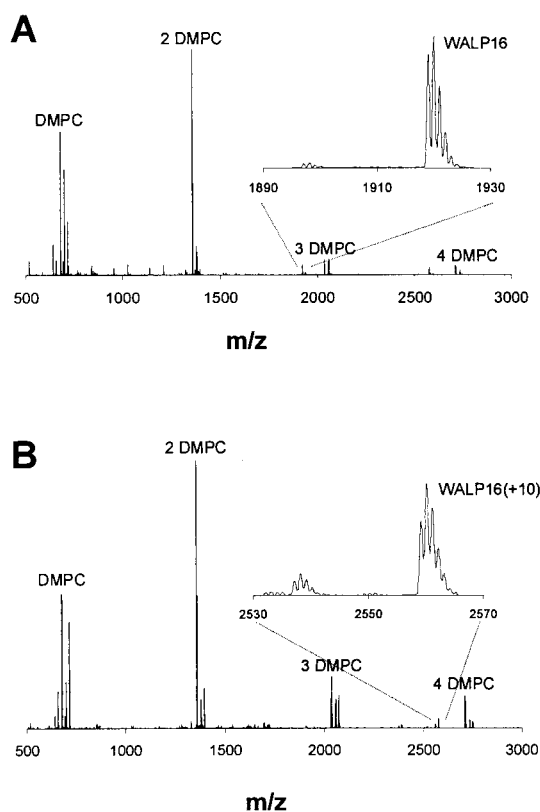 A
2 DMPC
WALP16
DMPC
1890 1910 1930
3 DMPC
4 DMPC
500 1000 1500 2000 2500 3000
m/z
B
2 DMPC
WALP16(+10)
DMPC
2530 2550 2570
3 DMPC
4 DMPC
500 1000 1500 2000 2500 3000
m/z